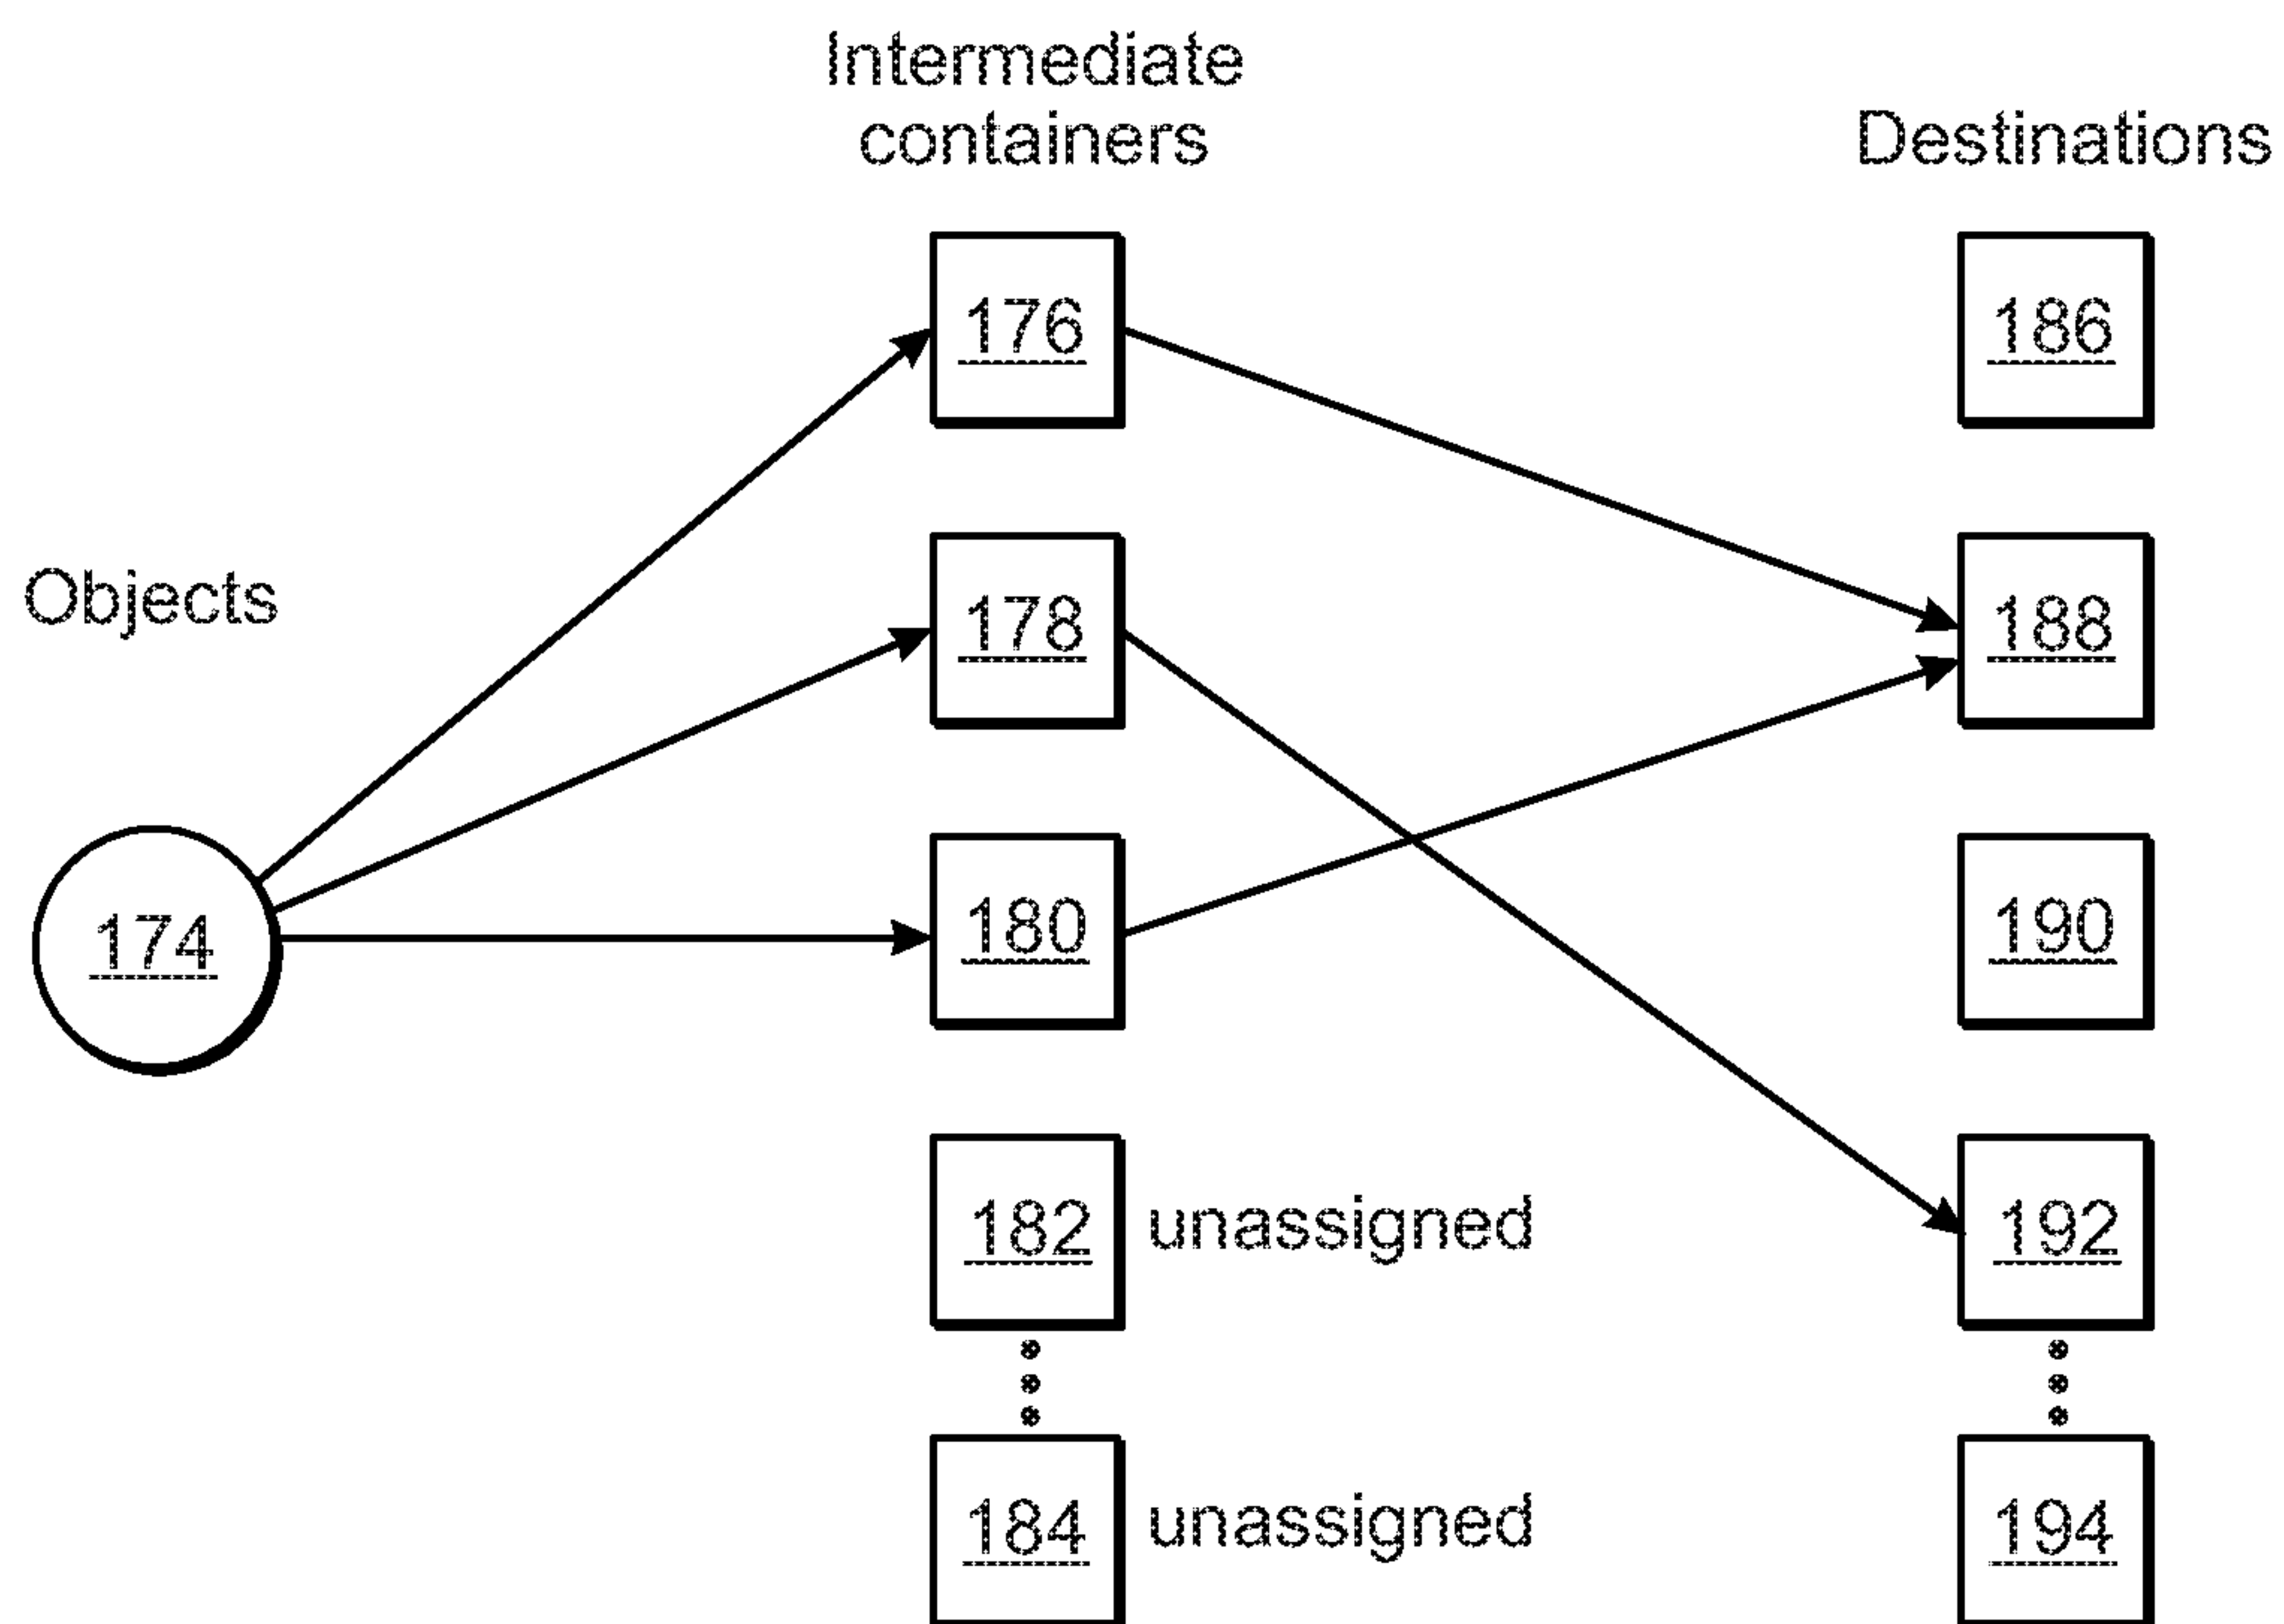 Intermediate
containers
Destinations
176
186
Objects
178
188
174
180
190
182 unassigned
192
184 unassigned
194